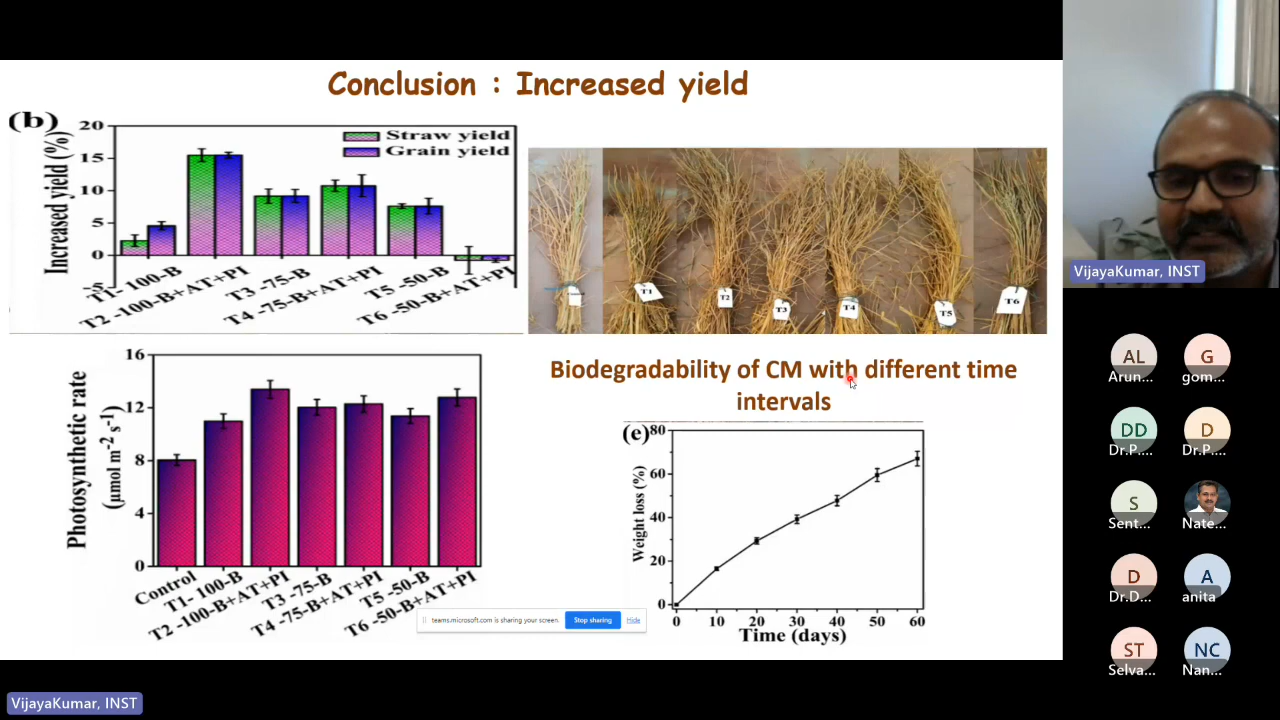 Conclusion : Increased yield
(b)
Increased yield (%)
20
15
10
5
0
-5
Straw yield
Grain yield
T1- 100-B
T2 -100-B+AT+PI
T3 -75-B
T4 -75-B+AT+PI
T5 -50-B
T6 -50-B+AT+PI
T1
T2
T3
T4
T5
T6
Photosynthetic rate
(μmol m-2 s-1)
16
12
8
4
0
Control
T1- 100-B
T2 -100-B+AT+PI
T3 -75-B
T4 -75-B+AT+PI
T5 -50-B
T6 -50-B+AT+PI
Biodegradability of CM with different time
intervals
(e)
Weight loss (%)
80
60
40
20
0
0 10 20 30 40 50 60
Time (days)
teams.microsoft.com is sharing your screen.
Stop sharing
Hide
VijayaKumar, INST
AL G
Arun... gom...
DD D
Dr.P.... Dr.P....
S
Sent... Nate...
D A
Dr.D... anita
ST NC
Selva... Nan...
VijayaKumar, INST